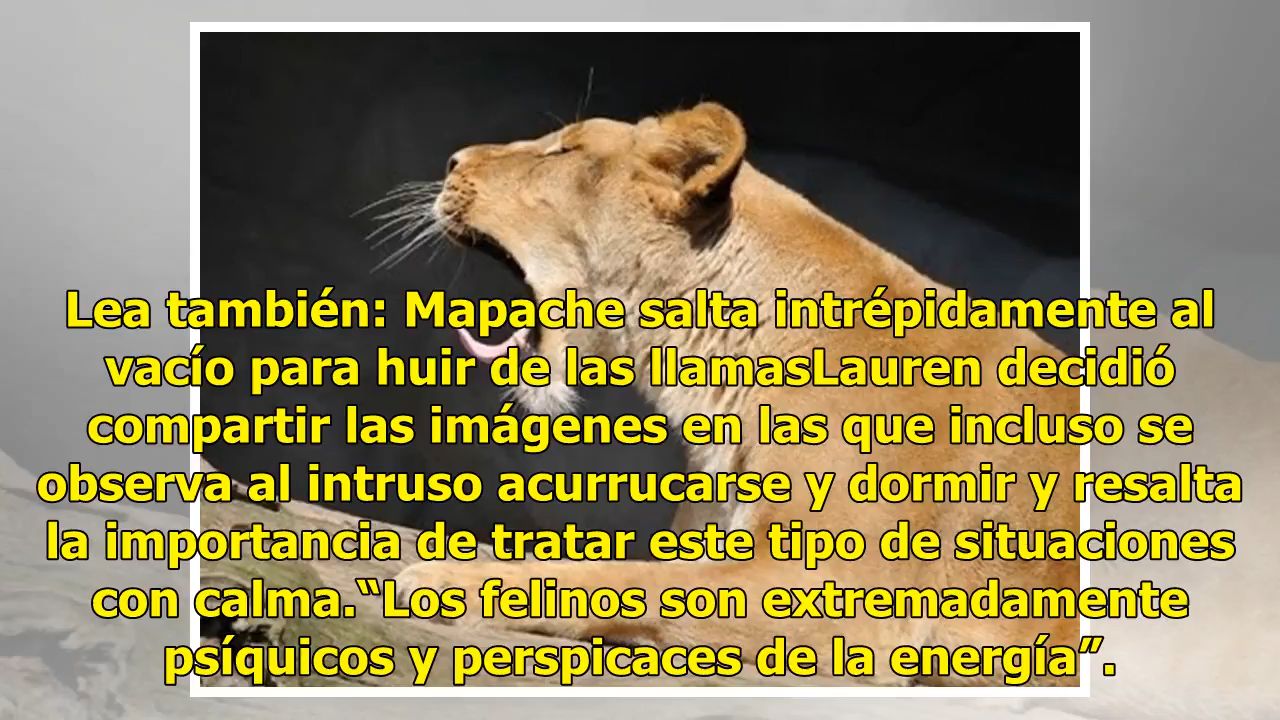 Lea también: Mapache salta intrépidamente al
vacío para huir de las llamasLauren decidió
compartir las imágenes en las que incluso se
observa al intruso acurrucarse y dormir y resalta
la importancia de tratar este tipo de situaciones
con calma.“Los felinos son extremadamente
psíquicos y perspicaces de la energía”.